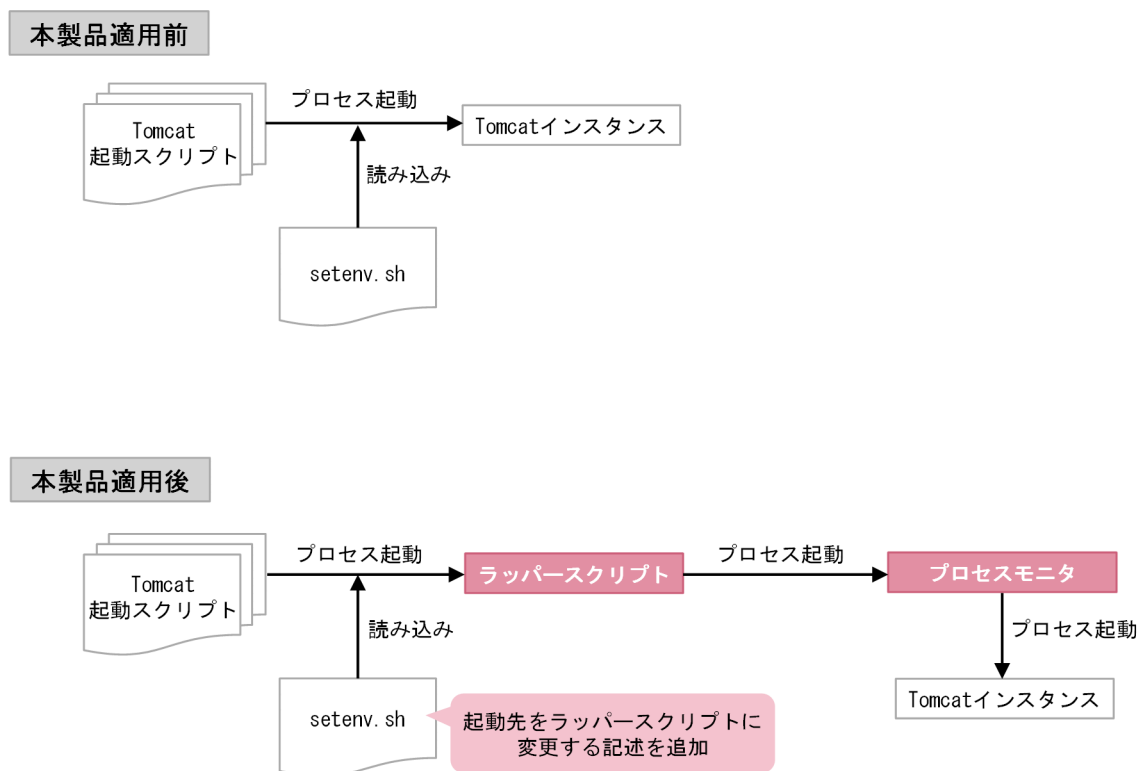 本製品適用前
プロセス起動
Tomcat
起動スクリプト
Tomcatインスタンス
読み込み
setenv.sh
本製品適用後
プロセス起動
プロセス起動
Tomcat
起動スクリプト
ラッパースクリプト
プロセスモニタ
読み込み
プロセス起動
setenv.sh
起動先をラッパースクリプトに
変更する記述を追加
Tomcatインスタンス